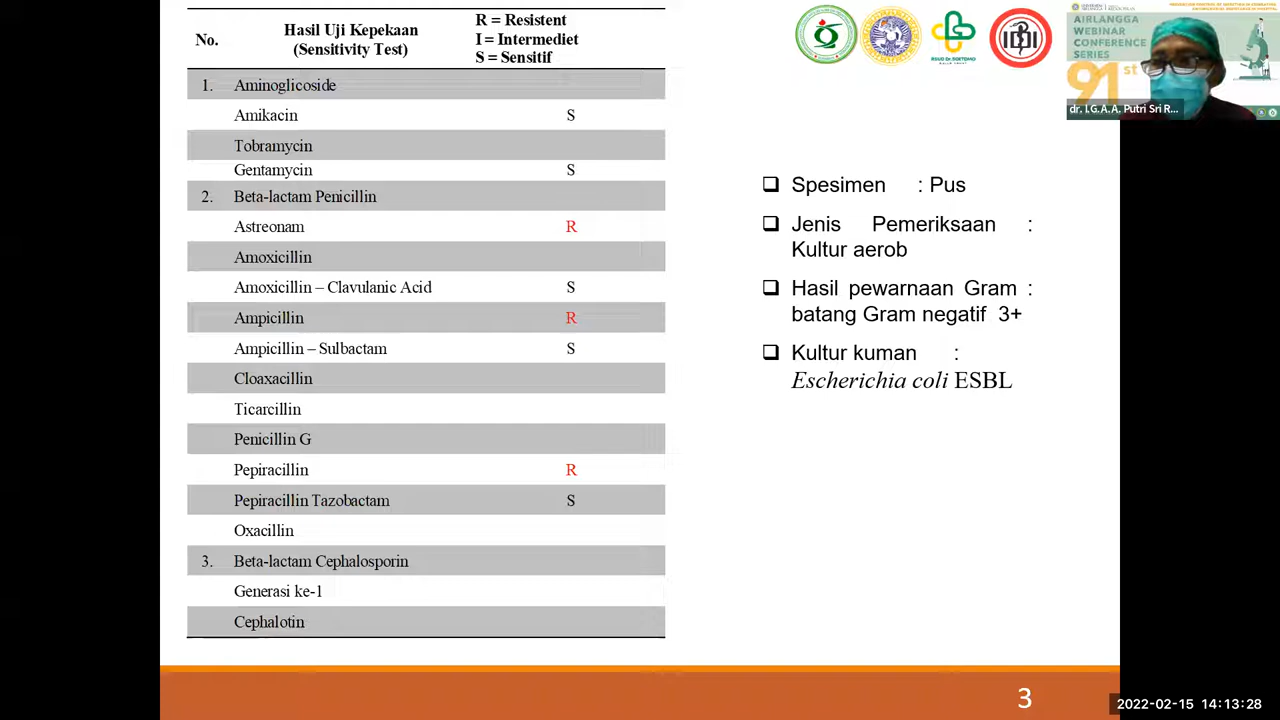 No.
Hasil Uji Kepekaan
(Sensitivity Test)
R = Resistent
I = Intermediet
S = Sensitif
1. Aminoglicoside
Amikacin S
Tobramycin
Gentamycin S
2. Beta-lactam Penicillin
Astreonam R
Amoxicillin
Amoxicillin – Clavulanic Acid S
Ampicillin R
Ampicillin – Sulbactam S
Cloaxacillin
Ticarcillin
Penicillin G
Pepiracillin R
Pepiracillin Tazobactam S
Oxacillin
3. Beta-lactam Cephalosporin
Generasi ke-1
Cephalotin
❑ Spesimen : Pus
❑ Jenis Pemeriksaan :
Kultur aerob
❑ Hasil pewarnaan Gram :
batang Gram negatif 3+
❑ Kultur kuman :
Escherichia coli ESBL
IDI
AIRLANGGA
WEBINAR
CONFERENCE
SERIES
91st
dr. I.G.A.A. Putri Sri R...
3
2022-02-15 14:13:28